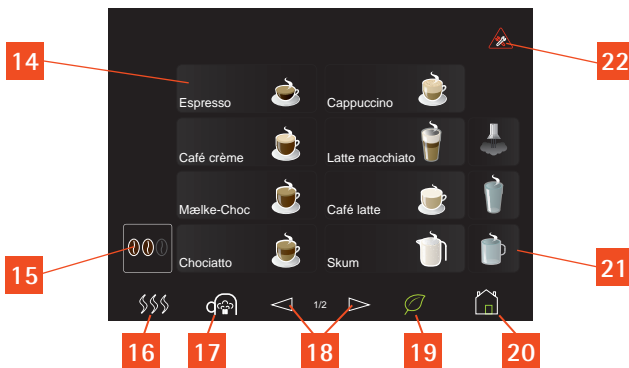 14
22
Espresso
Cappuccino
Café crème
Latte macchiato
Mælke-Choc
Café latte
15
Chociatto
Skum
21
1/2
16
17
18
19
20